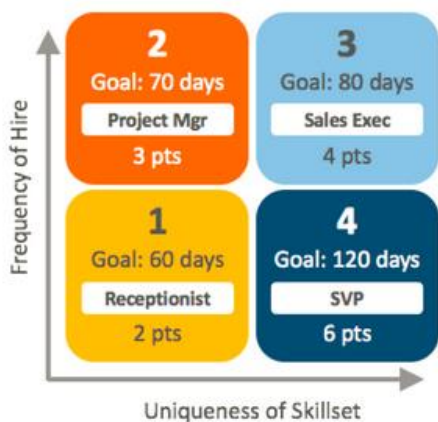 Frequency of Hire
2
Goal: 70 days
Project Mgr
3 pts
3
Goal: 80 days
Sales Exec
4 pts
1
Goal: 60 days
Receptionist
2 pts
4
Goal: 120 days
SVP
6 pts
Uniqueness of Skillset